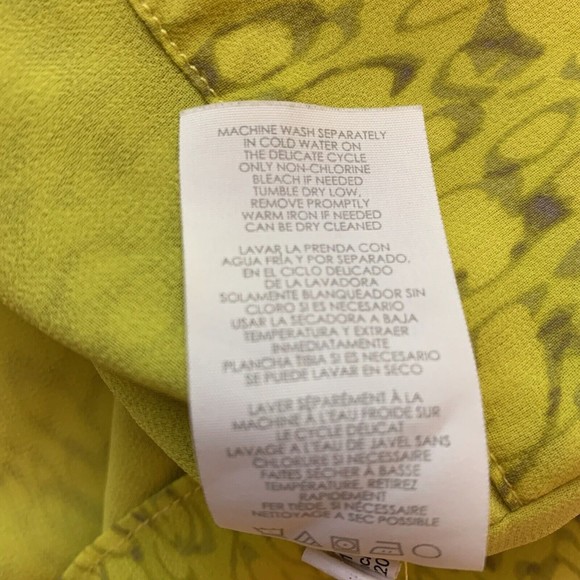 MACHINE WASH SEPARATELY
IN COLD WATER ON
THE DELICATE CYCLE
ONLY NON-CHLORINE
BLEACH IF NEEDED
TUMBLE DRY LOW,
REMOVE PROMPTLY
WARM IRON IF NEEDED
CAN BE DRY CLEANED
LAVAR LA PRENDA CON
AGUA FRÍA Y POR SEPARADO,
EN EL CICLO DELICADO
DE LA LAVADORA
SOLAMENTE BLANQUEADOR SIN
CLORO SI ES NECESARIO
USAR LA SECADORA A BAJA
TEMPERATURA Y EXTRAER
INMEDIATAMENTE
PLANCHA TIBIA SI ES NECESARIO
SE PUEDE LAVAR EN SECO
LAVER SÉPARÉMENT À LA
MACHINE À L'EAU FROIDE SUR
LE CYCLE DÉLICAT
LAVAGE A L'EAU DE JAVEL SANS
CHLORURE SI NÉCESSAIRE
FAITES SÉCHER À BASSE
TEMPÉRATURE, RETIREZ
RAPIDEMENT
FER TIÈDE, SI NÉCESSAIRE
NETTOYAGE A SEC POSSIBLE
20